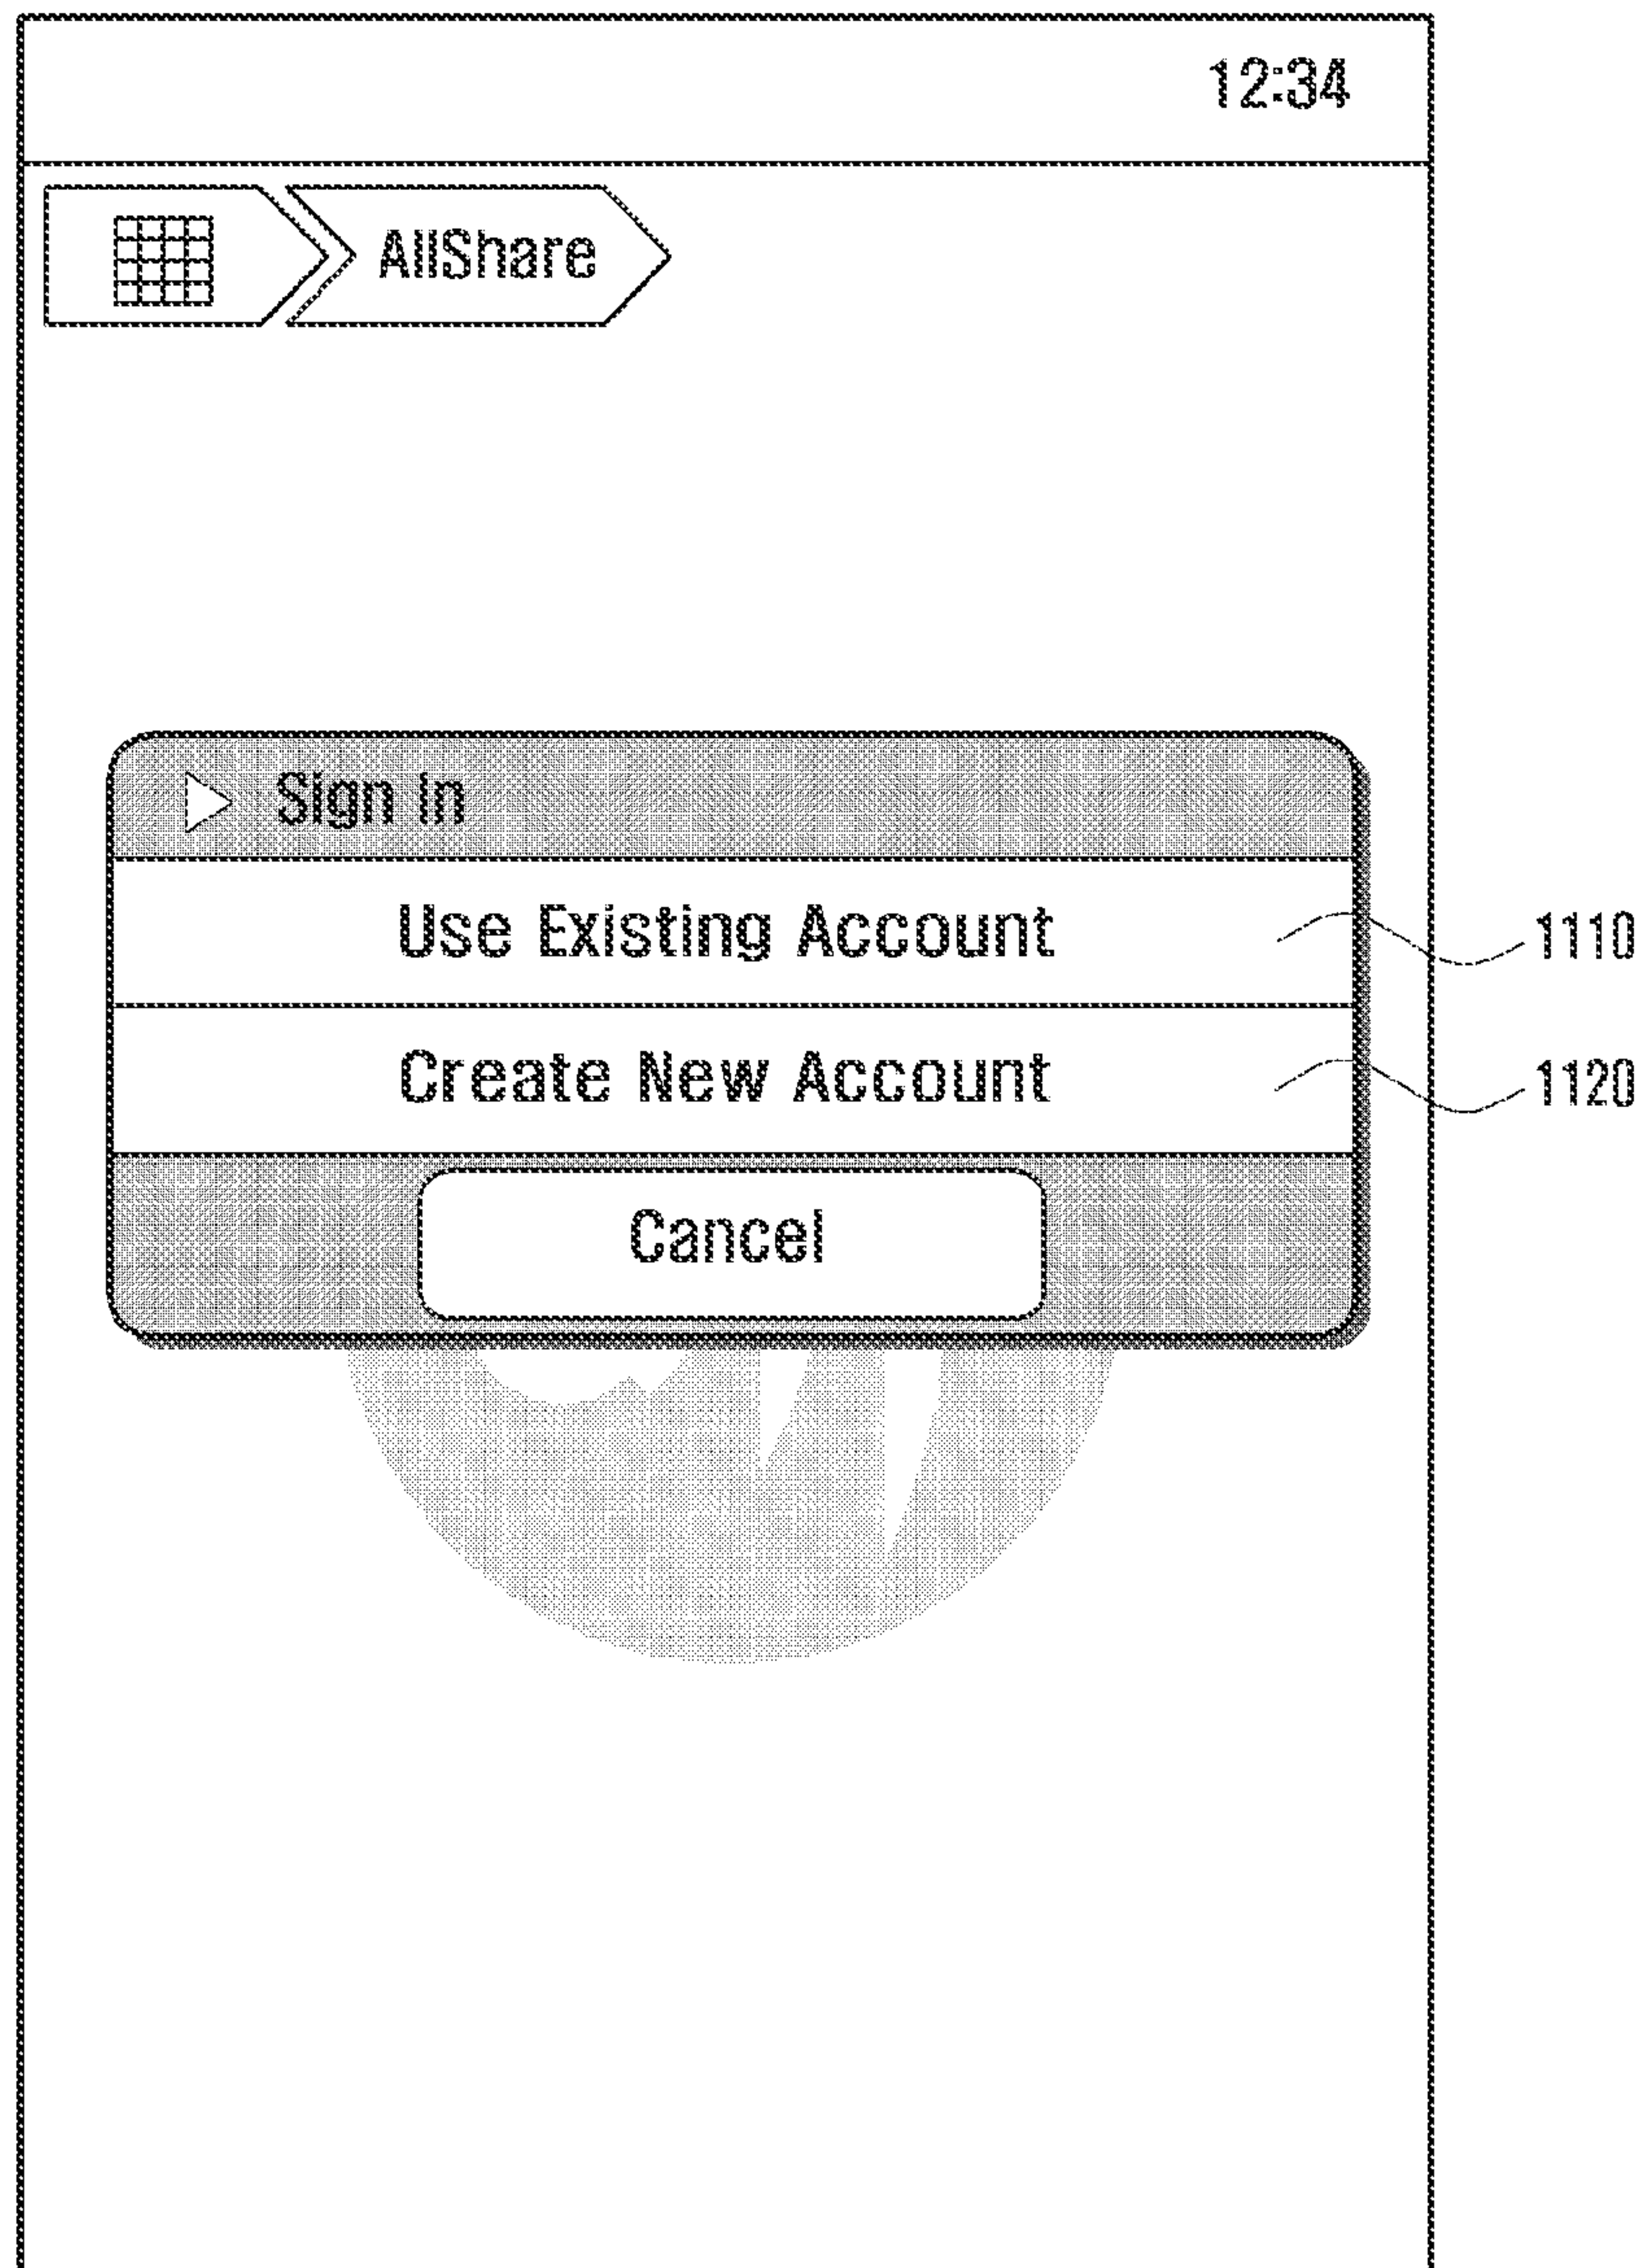 12:34
AllShare
Sign In
Use Existing Account
1110
Create New Account
1120
Cancel